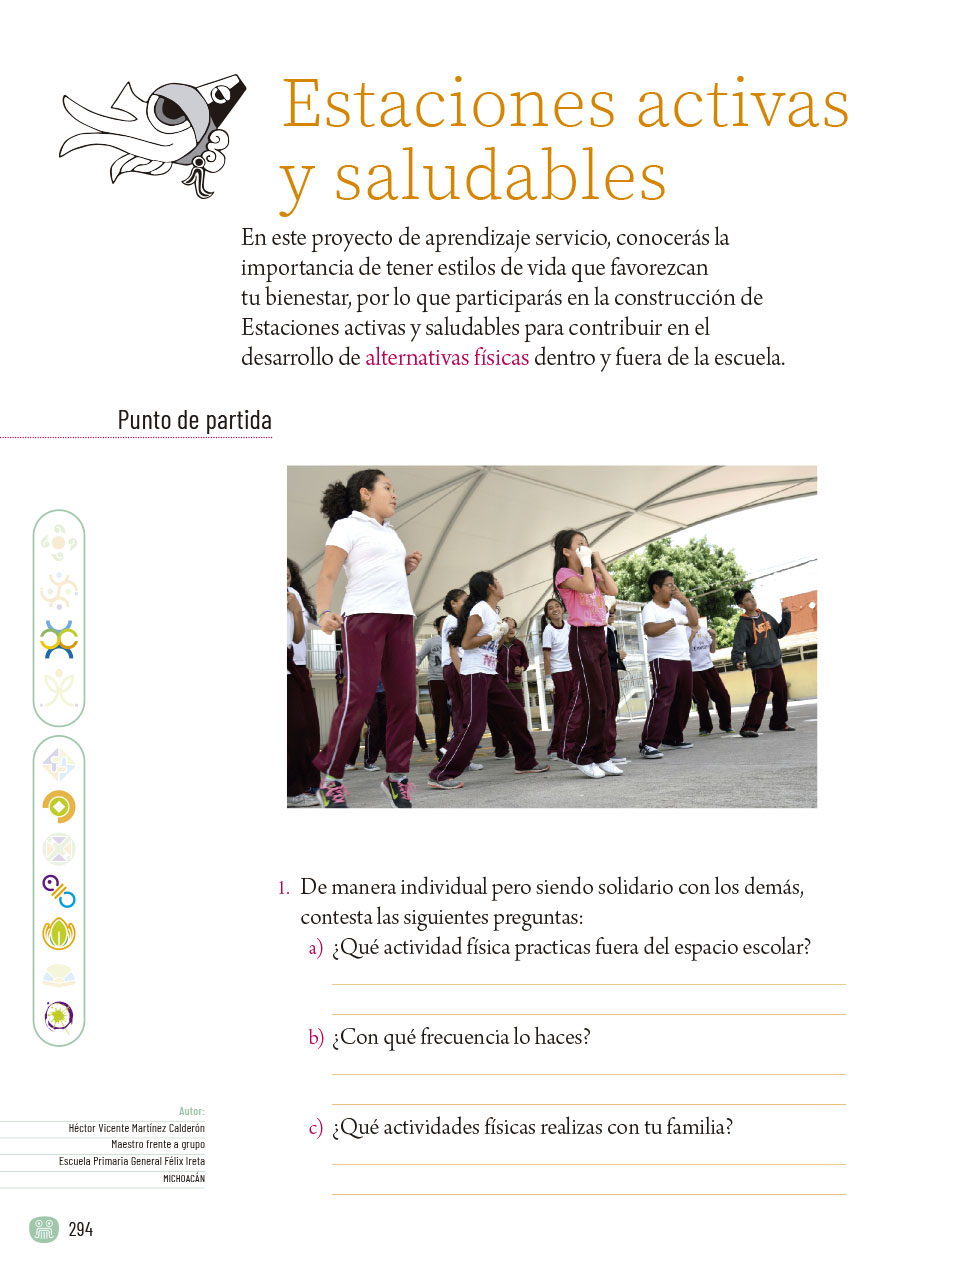 Estaciones activas
y saludables
En este proyecto de aprendizaje servicio, conocerás la
importancia de tener estilos de vida que favorezcan
tu bienestar, por lo que participarás en la construcción de
Estaciones activas y saludables para contribuir en el
desarrollo de alternativas físicas dentro y fuera de la escuela.
Punto de partida
1. De manera individual pero siendo solidario con los demás,
contesta las siguientes preguntas:
a) ¿Qué actividad física practicas fuera del espacio escolar?
b) ¿Con qué frecuencia lo haces?
c) ¿Qué actividades físicas realizas con tu familia?
Autor:
Héctor Vicente Martínez Calderón
Maestro frente a grupo
Escuela Primaria General Félix Ireta
MICHOACÁN
294